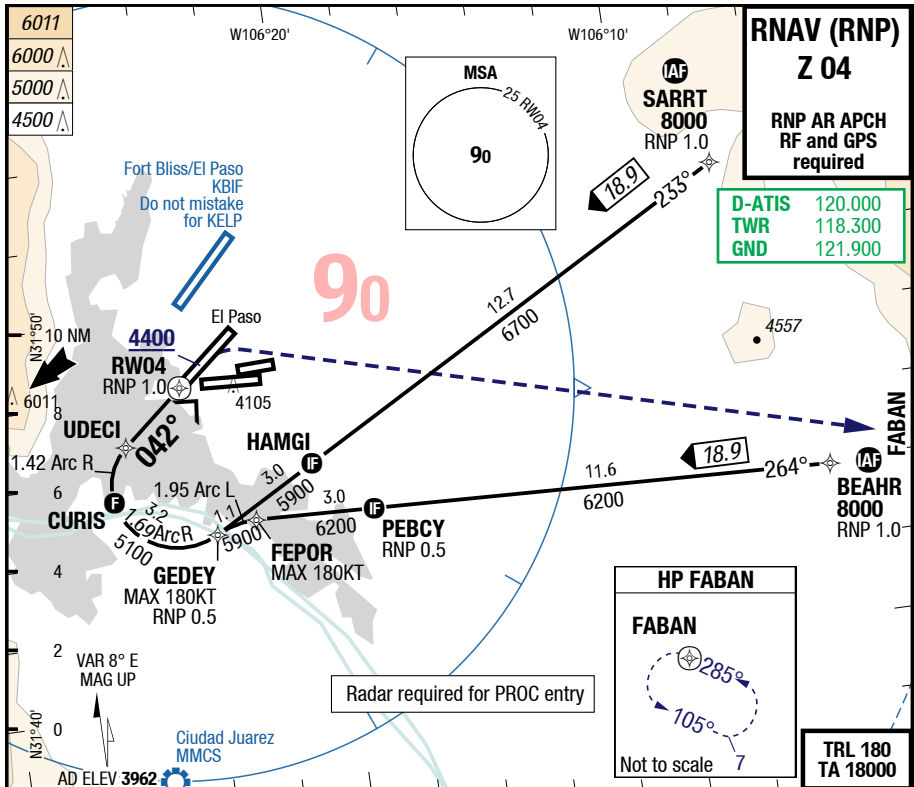 6011
6000
5000
4500
W106°20'
W106°10'
RNAV (RNP)
Z 04
RNP AR APCH
RF and GPS
required
D-ATIS 120.000
TWR 118.300
GND 121.900
MSA
25 RW04
90
IAF
SARRT
8000
RNP 1.0
233°
18.9
Fort Bliss/El Paso
KBIF
Do not mistake
for KELP
90
12.7
6700
El Paso
4400
RW04
RNP 1.0
4105
4557
N31°50'
10 NM
6011
8
6
4
2
0
N31°40'
UDECI
042°
1.42 Arc R
F
CURIS
3.2
1.69ArcR
5100
1.95 Arc L
1.1
5900
HAMGI
IF
3.0
5900
3.0
6200
IF
PEBCY
RNP 0.5
11.6
6200
18.9
264°
FABAN
IAF
BEAHR
8000
RNP 1.0
GEDEY
MAX 180KT
RNP 0.5
FEPOR
MAX 180KT
HP FABAN
FABAN
285°
105°
7
Not to scale
VAR 8° E
MAG UP
Radar required for PROC entry
Ciudad Juarez
MMCS
AD ELEV 3962
TRL 180
TA 18000